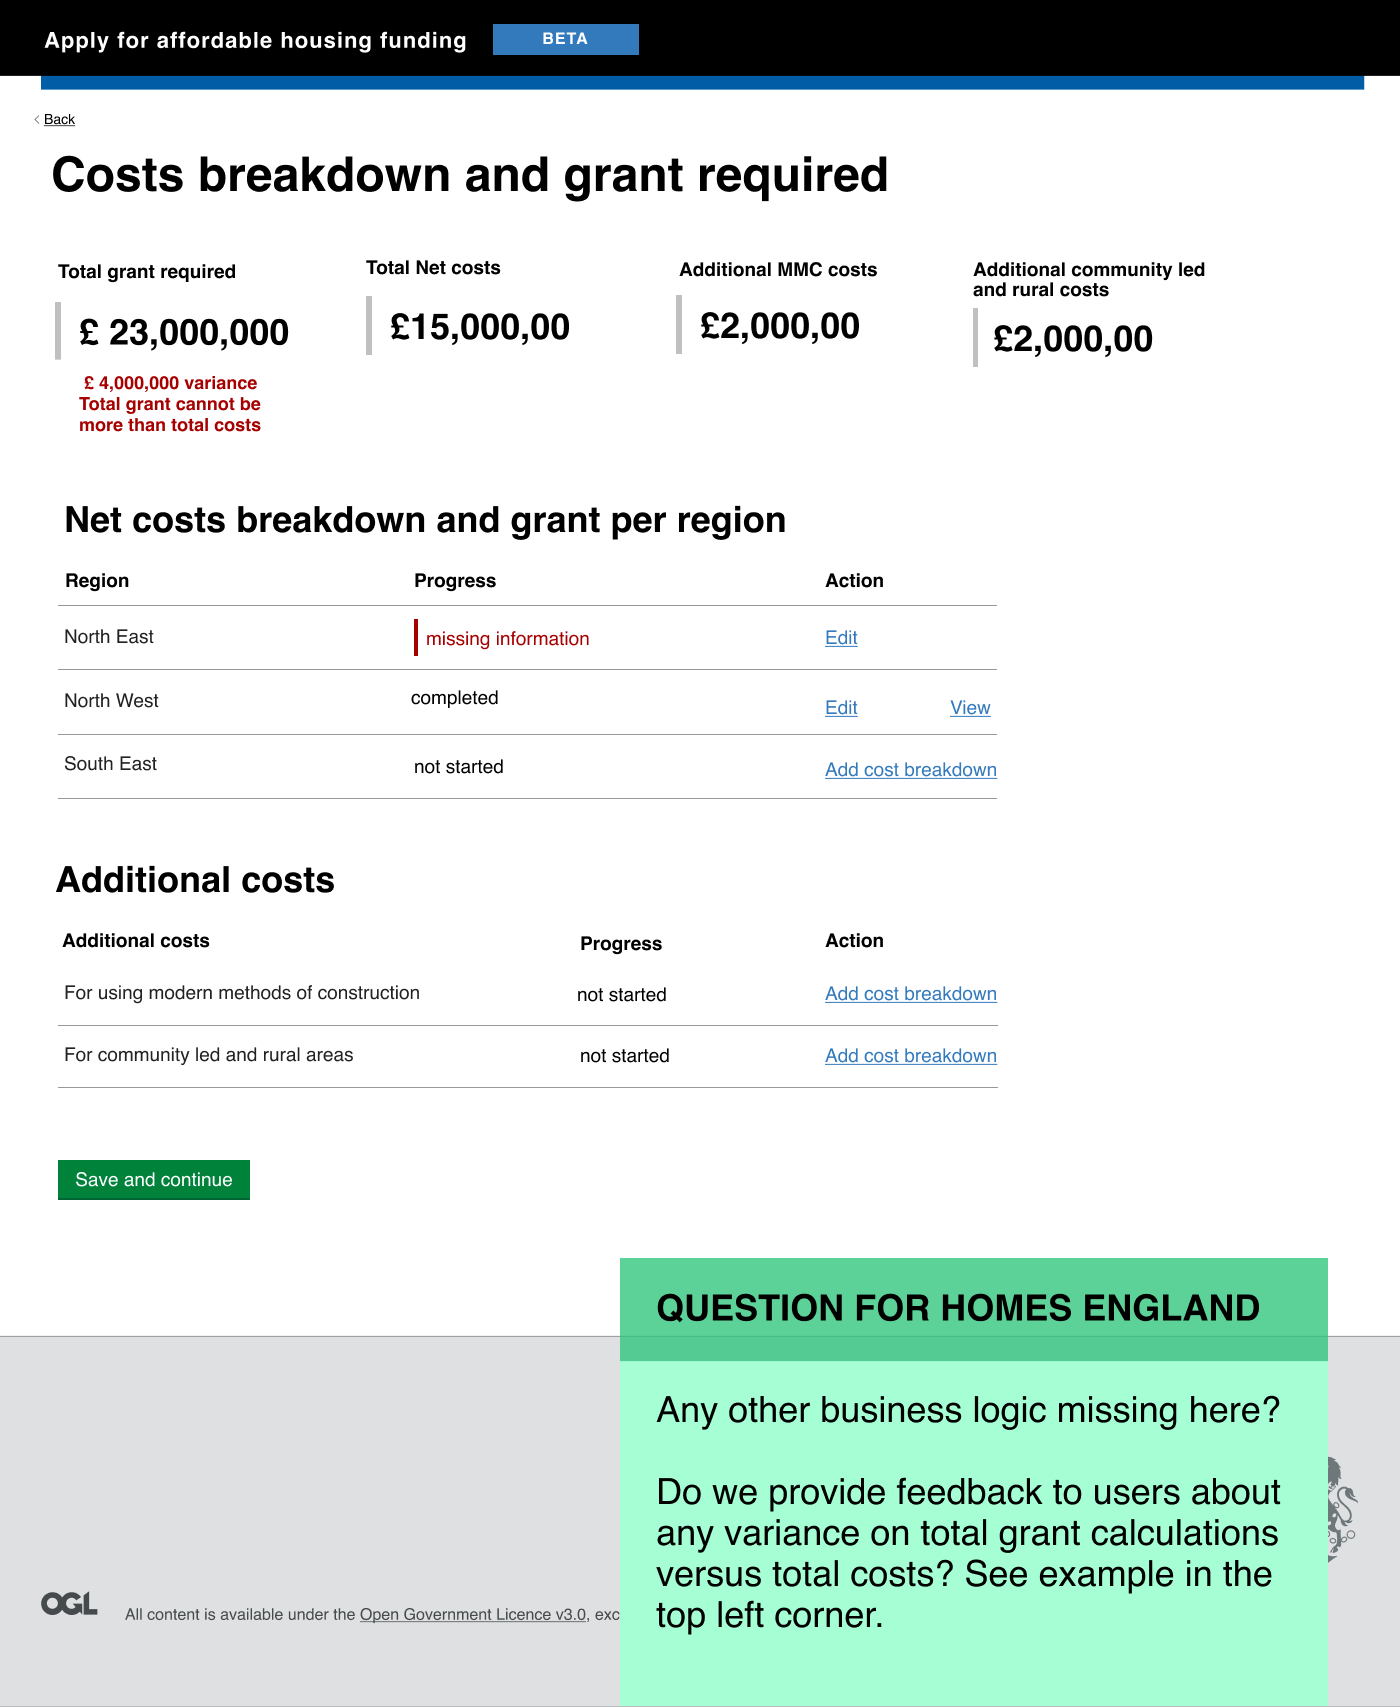 Apply for affordable housing funding BETA
< Back
Costs breakdown and grant required
Total grant required
£ 23,000,000
£ 4,000,000 variance
Total grant cannot be
more than total costs
Total Net costs
£15,000,00
Additional MMC costs
£2,000,00
Additional community led
and rural costs
£2,000,00
Net costs breakdown and grant per region
Region Progress Action
North East missing information Edit
North West completed Edit View
South East not started Add cost breakdown
Additional costs
Additional costs Progress Action
For using modern methods of construction not started Add cost breakdown
For community led and rural areas not started Add cost breakdown
Save and continue
QUESTION FOR HOMES ENGLAND
Any other business logic missing here?
Do we provide feedback to users about
any variance on total grant calculations
versus total costs? See example in the
top left corner.
OGL All content is available under the Open Government Licence v3.0, exc